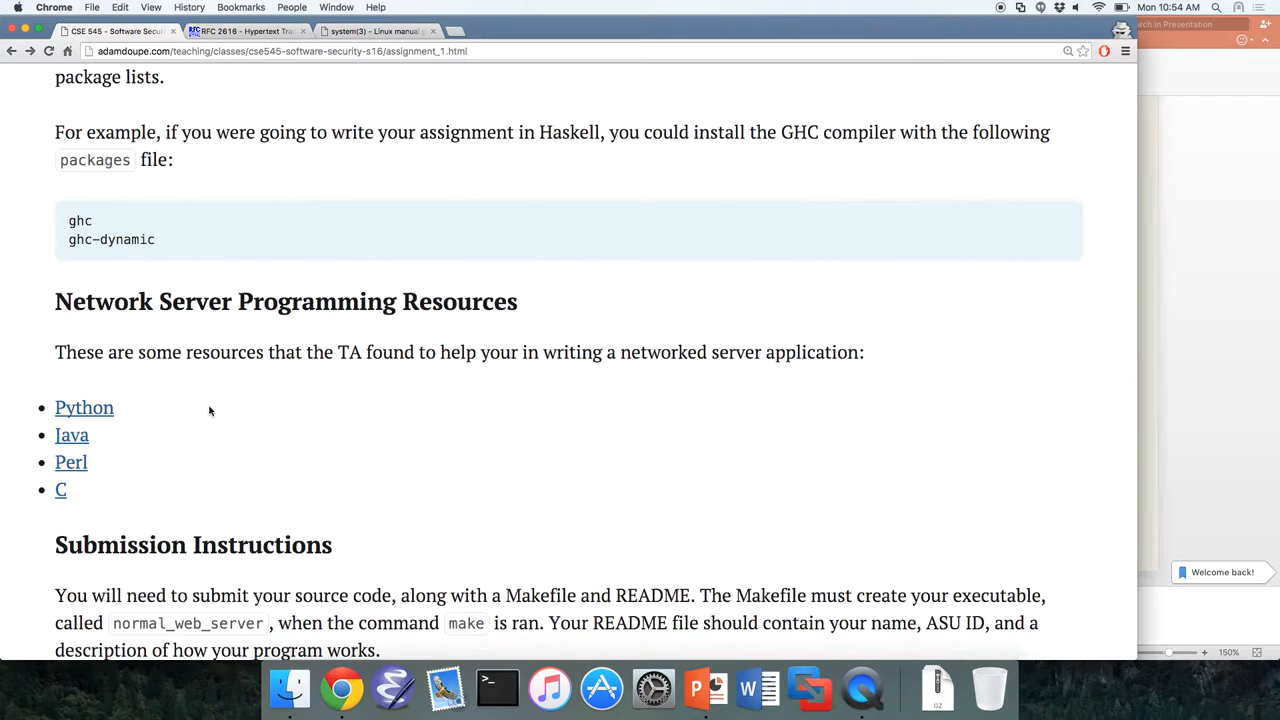 Chrome File Edit View History Bookmarks People Window Help Mon 10:54 AM
CSE 545 - Software Securi RFC 2616 - Hypertext Tran system(3) - Linux manual p
adamdoupe.com/teaching/classes/cse545-software-security-s16/assignment_1.html
rch in Presentation
package lists.
For example, if you were going to write your assignment in Haskell, you could install the GHC compiler with the following
packages file:
ghc
ghc-dynamic
Network Server Programming Resources
These are some resources that the TA found to help your in writing a networked server application:
Python
Java
Perl
C
Submission Instructions
You will need to submit your source code, along with a Makefile and README. The Makefile must create your executable,
called normal_web_server, when the command make is ran. Your README file should contain your name, ASU ID, and a
description of how your program works.
Welcome back!
150%
GZ